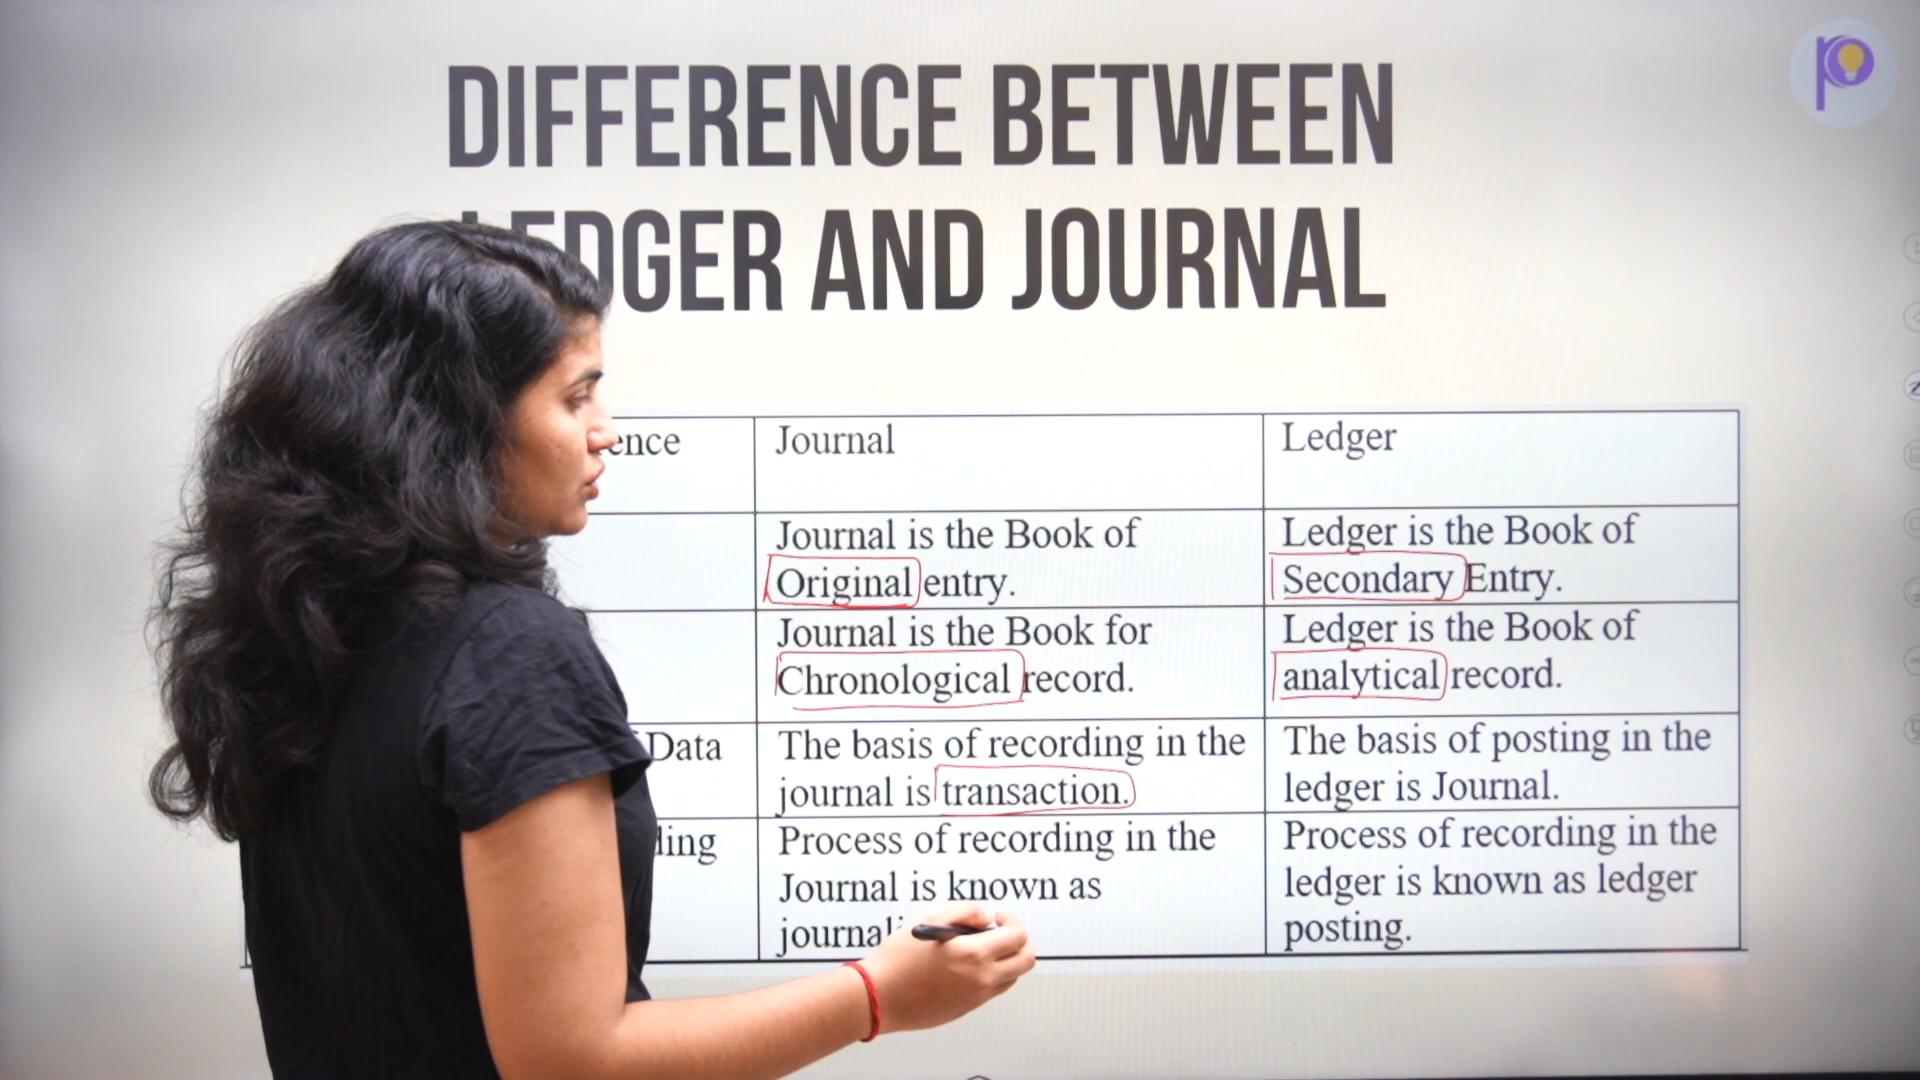 DIFFERENCE BETWEEN
LEDGER AND JOURNAL
Journal
Ledger
Journal is the Book of
Original entry.
Ledger is the Book of
Secondary Entry.
Journal is the Book for
Chronological record.
Ledger is the Book of
analytical record.
Data
The basis of recording in the
journal is transaction.
The basis of posting in the
ledger is Journal.
Process of recording in the
Journal is known as
Process of recording in the
ledger is known as ledger
posting.